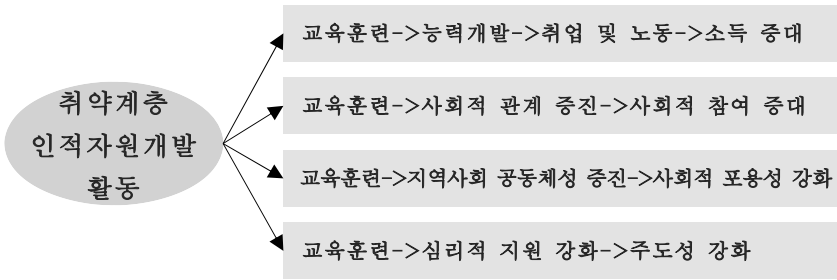 취약계층
인적자원개발
활동
교육훈련->능력개발->취업 및 노동->소득 증대
교육훈련->사회적 관계 증진->사회적 참여 증대
교육훈련->지역사회 공동체성 증진->사회적 포용성 강화
교육훈련->심리적 지원 강화->주도성 강화